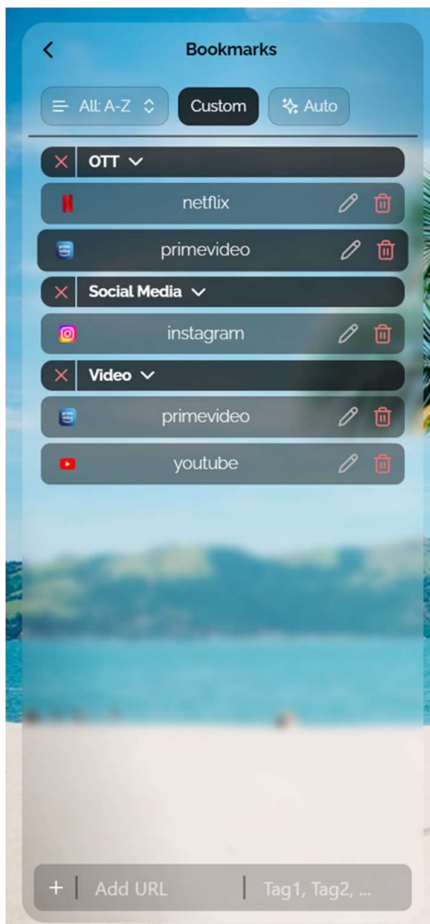 Bookmarks
All: A-Z Custom Auto
OTT
netflix
primevideo
Social Media
instagram
Video
primevideo
youtube
+ Add URL Tag1, Tag2, ...